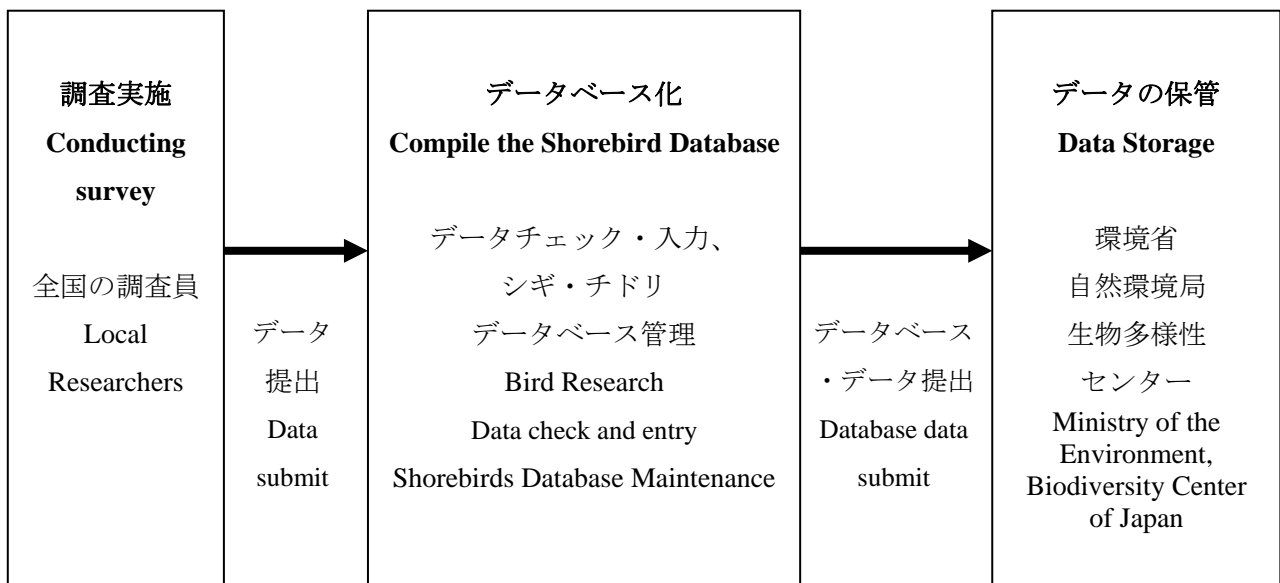 調査実施
Conducting
survey
全国の調査員
Local
Researchers
データ
提出
Data
submit
データベース化
Compile the Shorebird Database
データチェック・入力、
シギ・チドリ
データベース管理
Bird Research
Data check and entry
Shorebirds Database Maintenance
データベース
・データ提出
Database data
submit
データの保管
Data Storage
環境省
自然環境局
生物多様性
センター
Ministry of the
Environment,
Biodiversity Center
of Japan